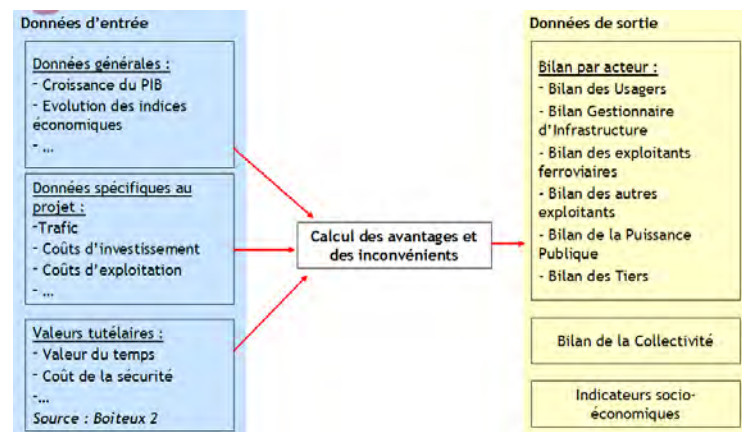 Données d'entrée
Données générales :
- Croissance du PIB
- Evolution des indices
économiques
- ...
Données spécifiques au
projet :
-Trafic
- Coûts d'investissement
- Coûts d'exploitation
- ...
Valeurs tutélaires :
- Valeur du temps
- Coût de la sécurité
-...
Source : Boiteux 2
Calcul des avantages et
des inconvénients
Données de sortie
Bilan par acteur :
- Bilan des Usagers
- Bilan Gestionnaire
d'Infrastructure
- Bilan des exploitants
ferroviaires
- Bilan des autres
exploitants
- Bilan de la Puissance
Publique
- Bilan des Tiers
Bilan de la Collectivité
Indicateurs socio-
économiques